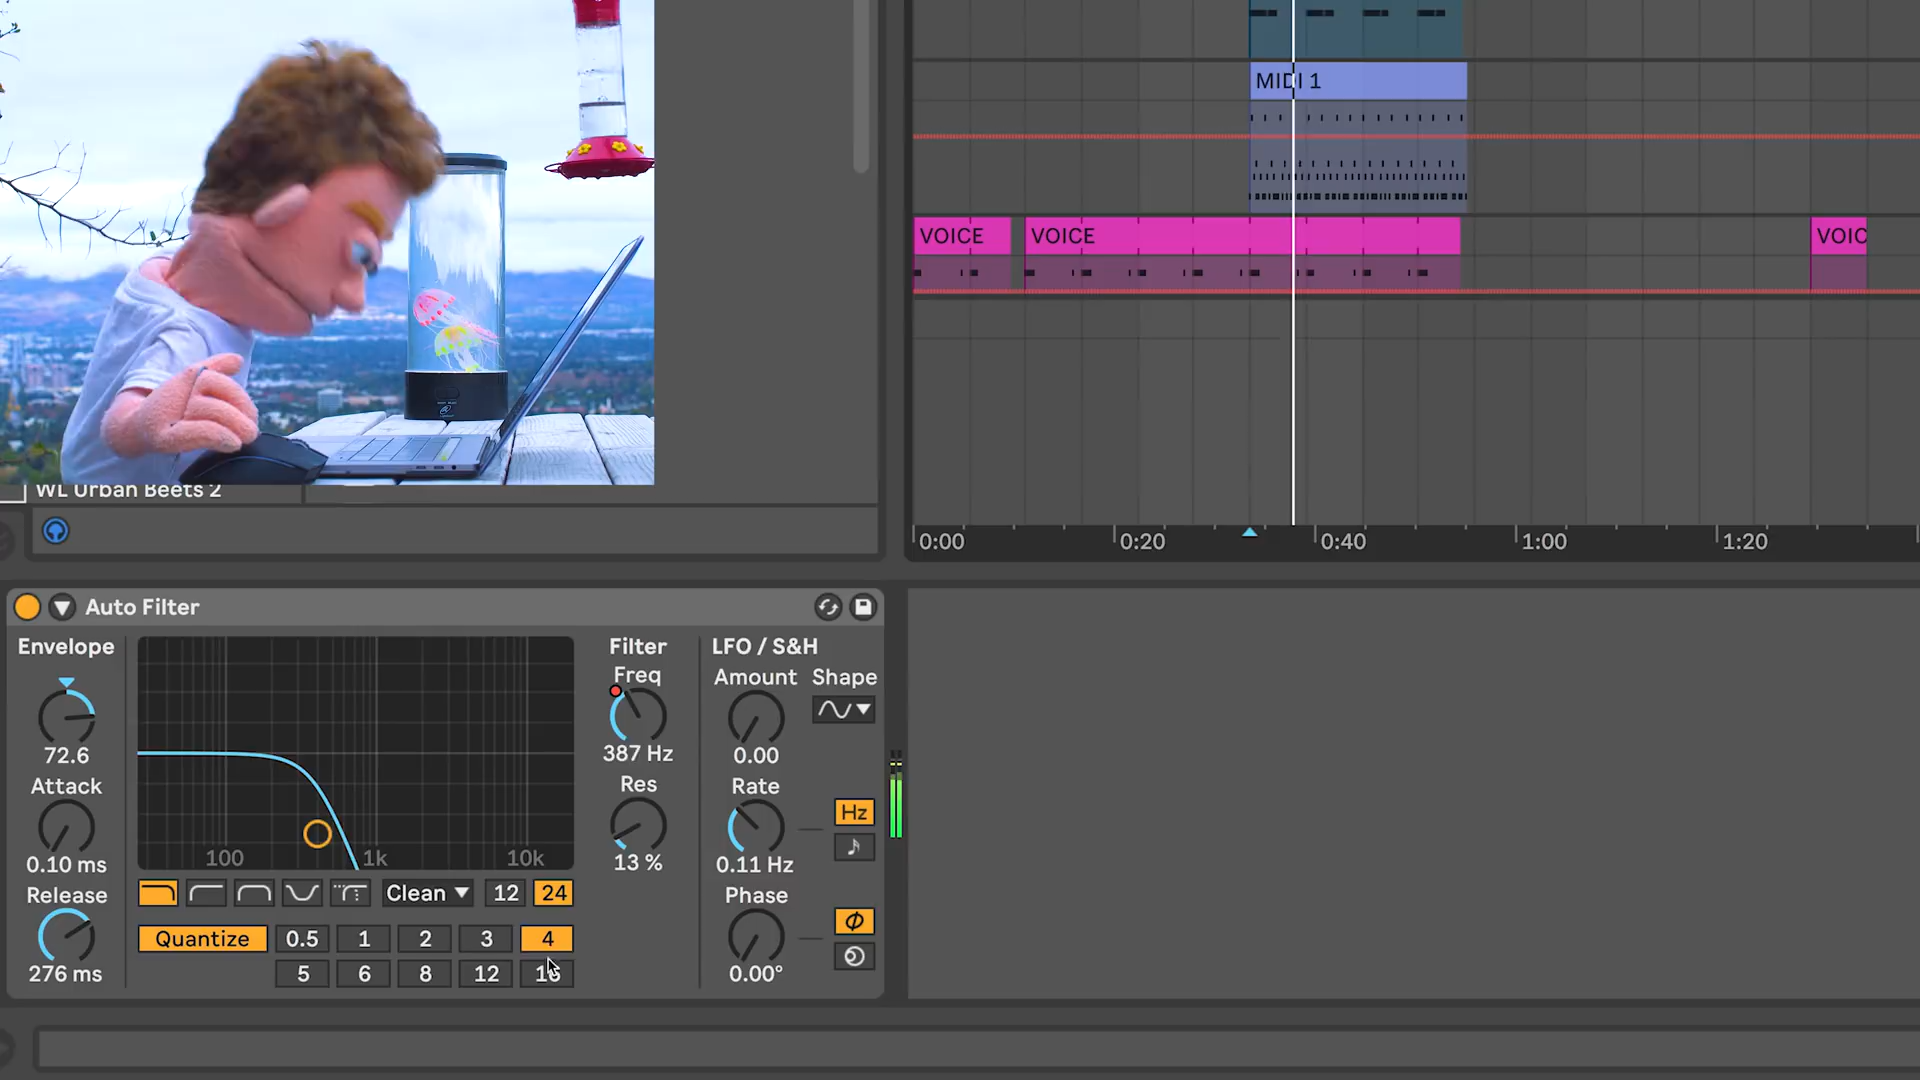 MIDI 1
VOICE
VOICE
VOIC
WL Urban Beets 2
0:00
0:20
0:40
1:00
1:20
Auto Filter
Envelope
72.6
Attack
0.10 ms
Release
276 ms
100
1k
10k
Clean
12
24
Quantize
0.5
1
2
3
4
5
6
8
12
16
Filter
Freq
387 Hz
Res
13 %
LFO / S&H
Amount
Shape
0.00
Rate
Hz
0.11 Hz
Phase
0.00°